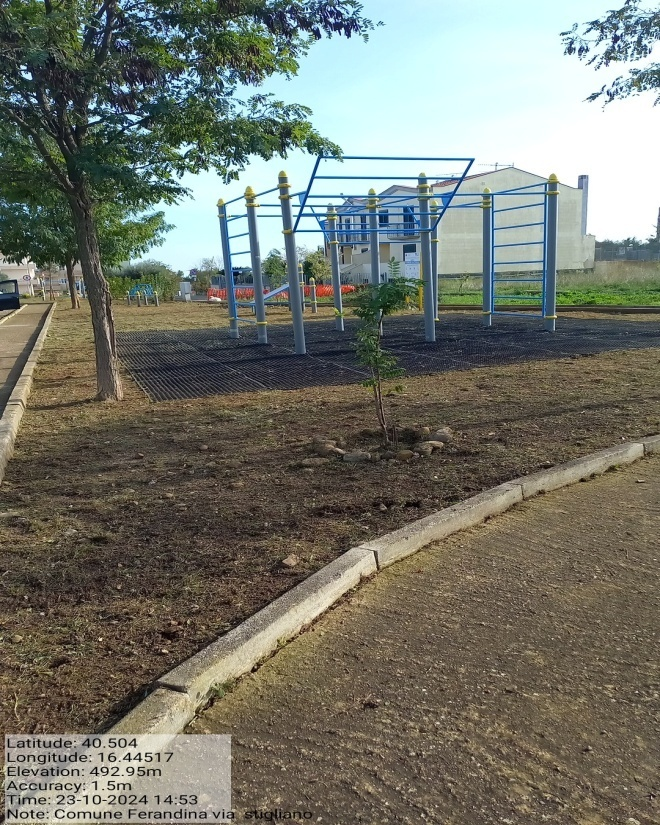 Latitude: 40.504
Longitude: 16.44517
Elevation: 492.95m
Accuracy: 1.5m
Time: 23-10-2024 14:53
Note: Comune Ferandina via  stigliano